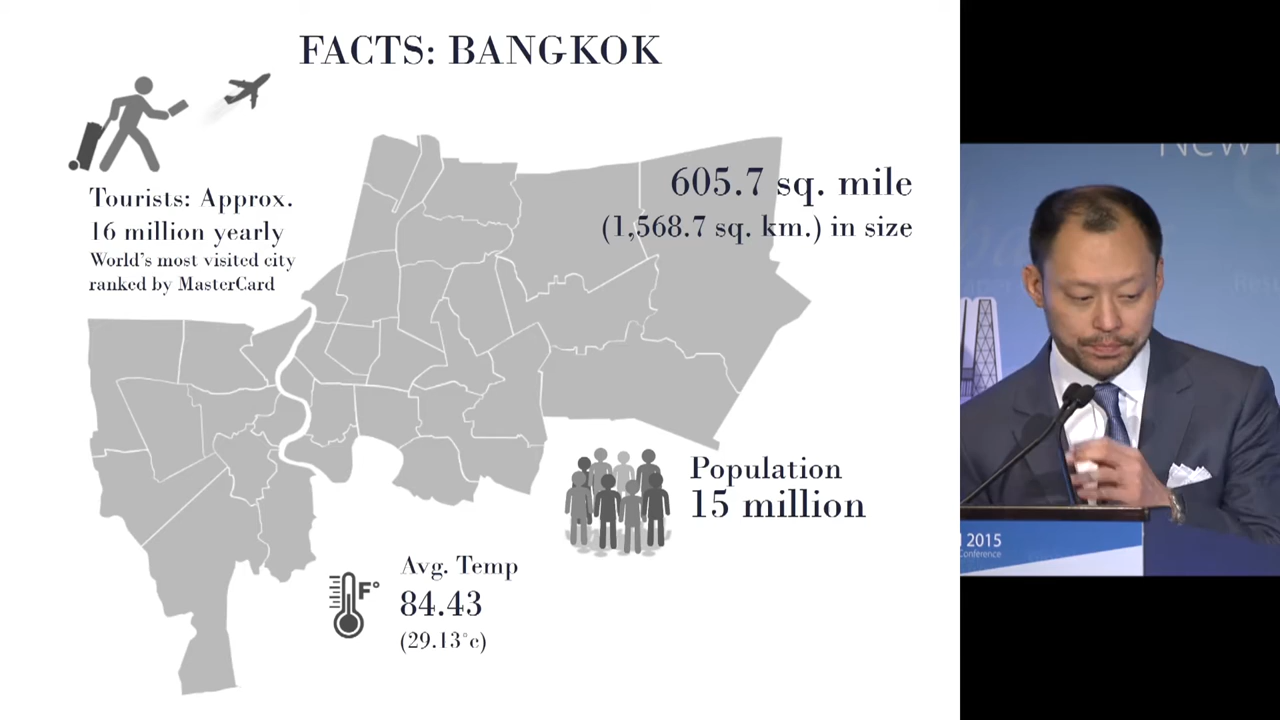 FACTS: BANGKOK
Tourists: Approx.
16 million yearly
World's most visited city
ranked by MasterCard
605.7 sq. mile
(1,568.7 sq. km.) in size
Population
15 million
Avg. Temp
F°
84.43
(29.13°c)
2015
Conference